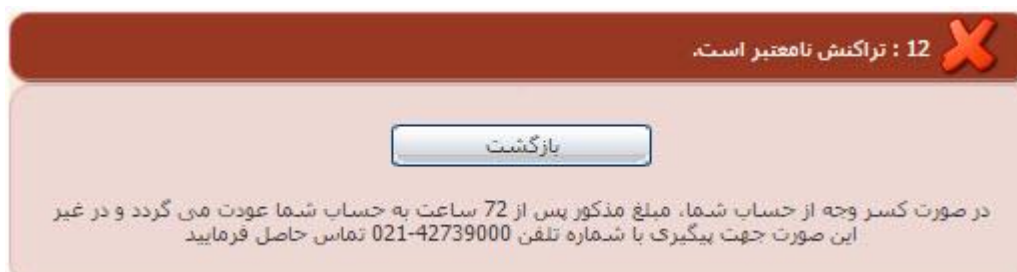 12 : تراکنش نامعتبر است.
بازگشت
در صورت کسر وجه از حساب شما، مبلغ مذکور پس از 72 ساعت به حساب شما عودت می گردد و در غیر
این صورت جهت پیگیری با شماره تلفن 42739000-021 تماس حاصل فرمایید